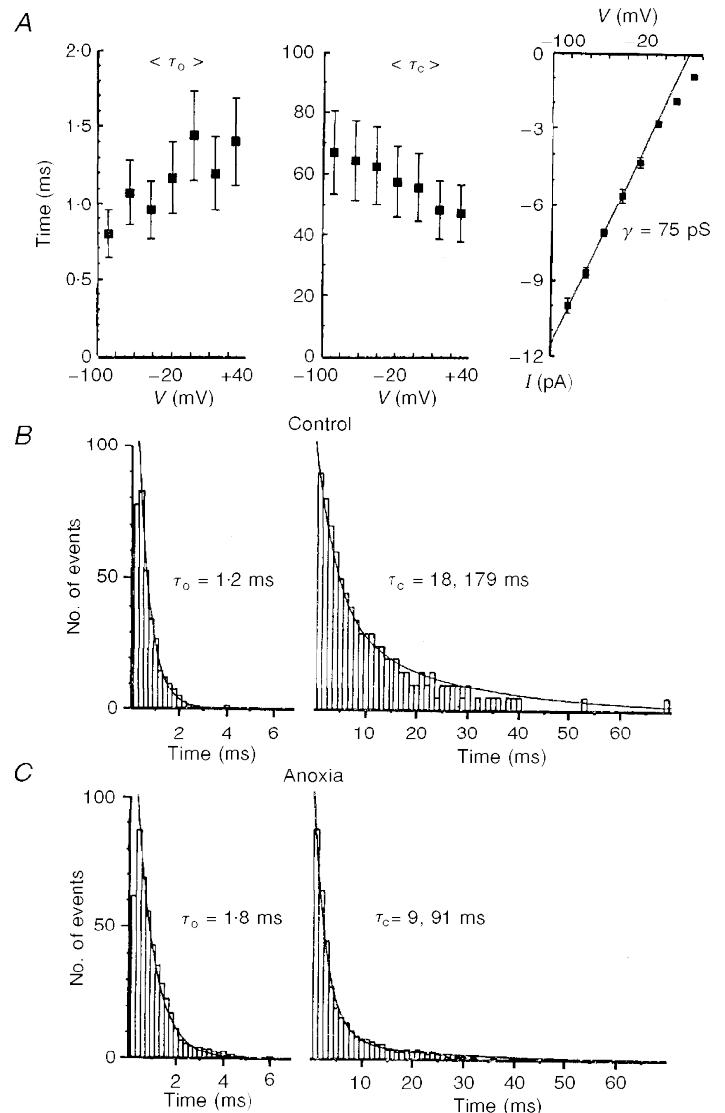 A
< τo >
Time (ms)
2·0
1·5
1·0
0·5
0
−100 −20 +40
V (mV)
< τc >
100
80
60
40
20
0
−100 −20 +40
V (mV)
V (mV)
−100 −20
0
−3
−6
−9
−12
γ = 75 pS
I (pA)
B
Control
No. of events
100
50
0
τo = 1·2 ms
2 4 6
Time (ms)
τc = 18, 179 ms
10 20 30 40 50 60
Time (ms)
C
Anoxia
No. of events
100
50
0
τo = 1·8 ms
2 4 6
Time (ms)
τc= 9, 91 ms
10 20 30 40 50 60
Time (ms)